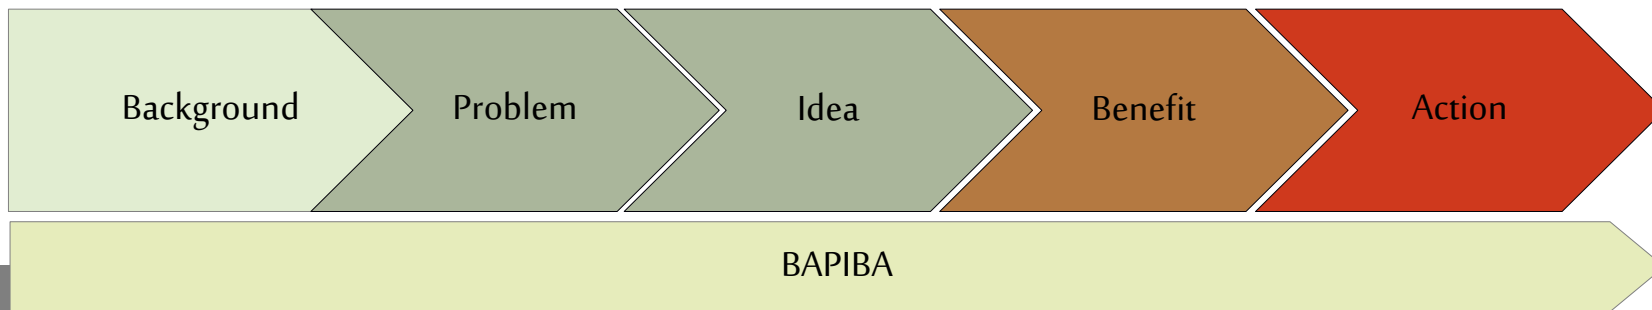 Background
Problem
Idea
Benefit
Action
BAPIBA